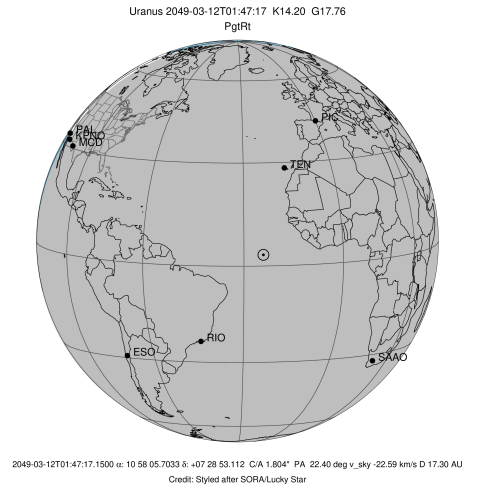 Uranus 2049-03-12T01:47:17 K14.20 G17.76
PgtRt
PAL
KPNO
MCD
PIC
TEN
RIO
ESO
SAAO
2049-03-12T01:47:17.1500 α: 10 58 05.7033 δ: +07 28 53.112 C/A 1.804" PA 22.40 deg v_sky -22.59 km/s D 17.30 AU
Credit: Styled after SORA/Lucky Star